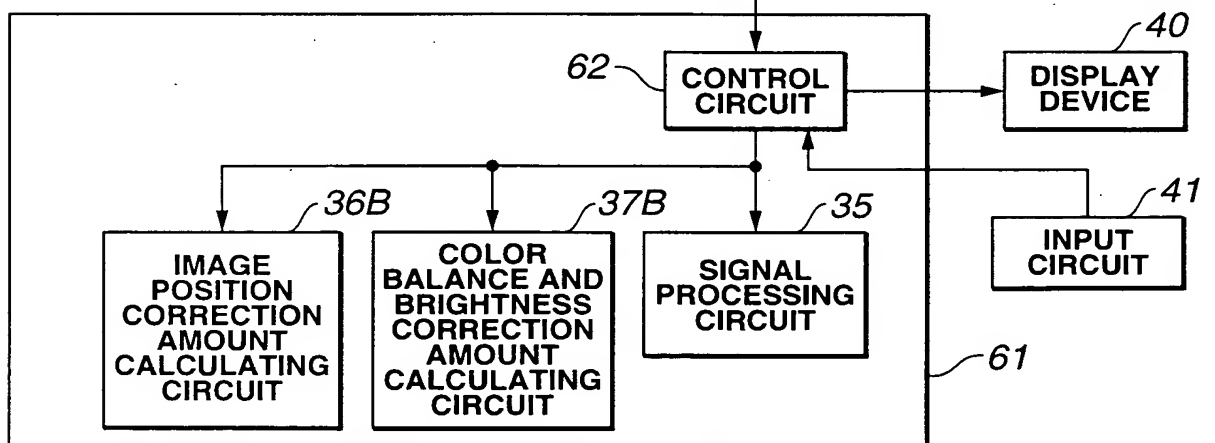 40
62
CONTROL
CIRCUIT
DISPLAY
DEVICE
36B
37B
35
41
IMAGE
POSITION
CORRECTION
AMOUNT
CALCULATING
CIRCUIT
COLOR
BALANCE AND
BRIGHTNESS
CORRECTION
AMOUNT
CALCULATING
CIRCUIT
SIGNAL
PROCESSING
CIRCUIT
INPUT
CIRCUIT
61